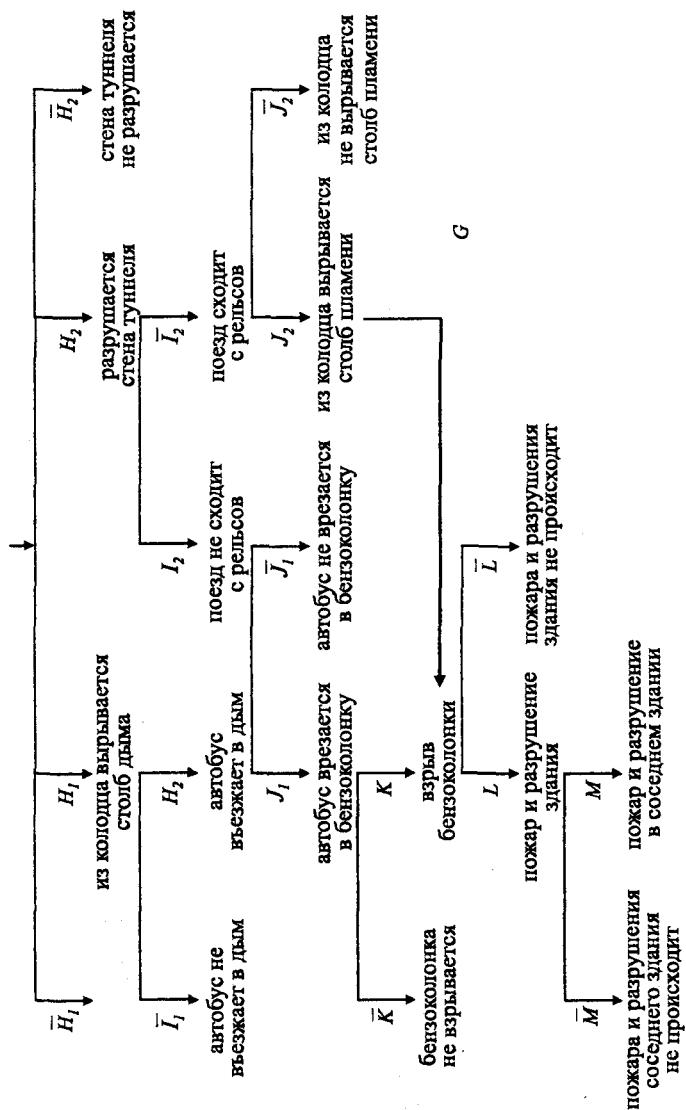 H̅₁
H₁
H₂
H̅₂
из колодца вырывается
столб дыма
разрушается
стена туннеля
стена туннеля
не разрушается
I̅₁
H₂
I₂
I̅₂
автобус не
въезжает в дым
автобус
въезжает в дым
поезд не сходит
с рельсов
поезд сходит
с рельсов
J₁
J̅₁
J₂
J̅₂
автобус врезается
в бензоколонку
автобус не врезается
в бензоколонку
из колодца вырывается
столб пламени
из колодца
не вырывается
столб пламени
K̅
K
бензоколонка
не взрывается
взрыв
бензоколонки
G
L
L̅
пожар и разрушение
здания
пожара и разрушения
здания не происходит
M̅
M
пожара и разрушения
соседнего здания
не происходит
пожар и разрушение
в соседнем здании